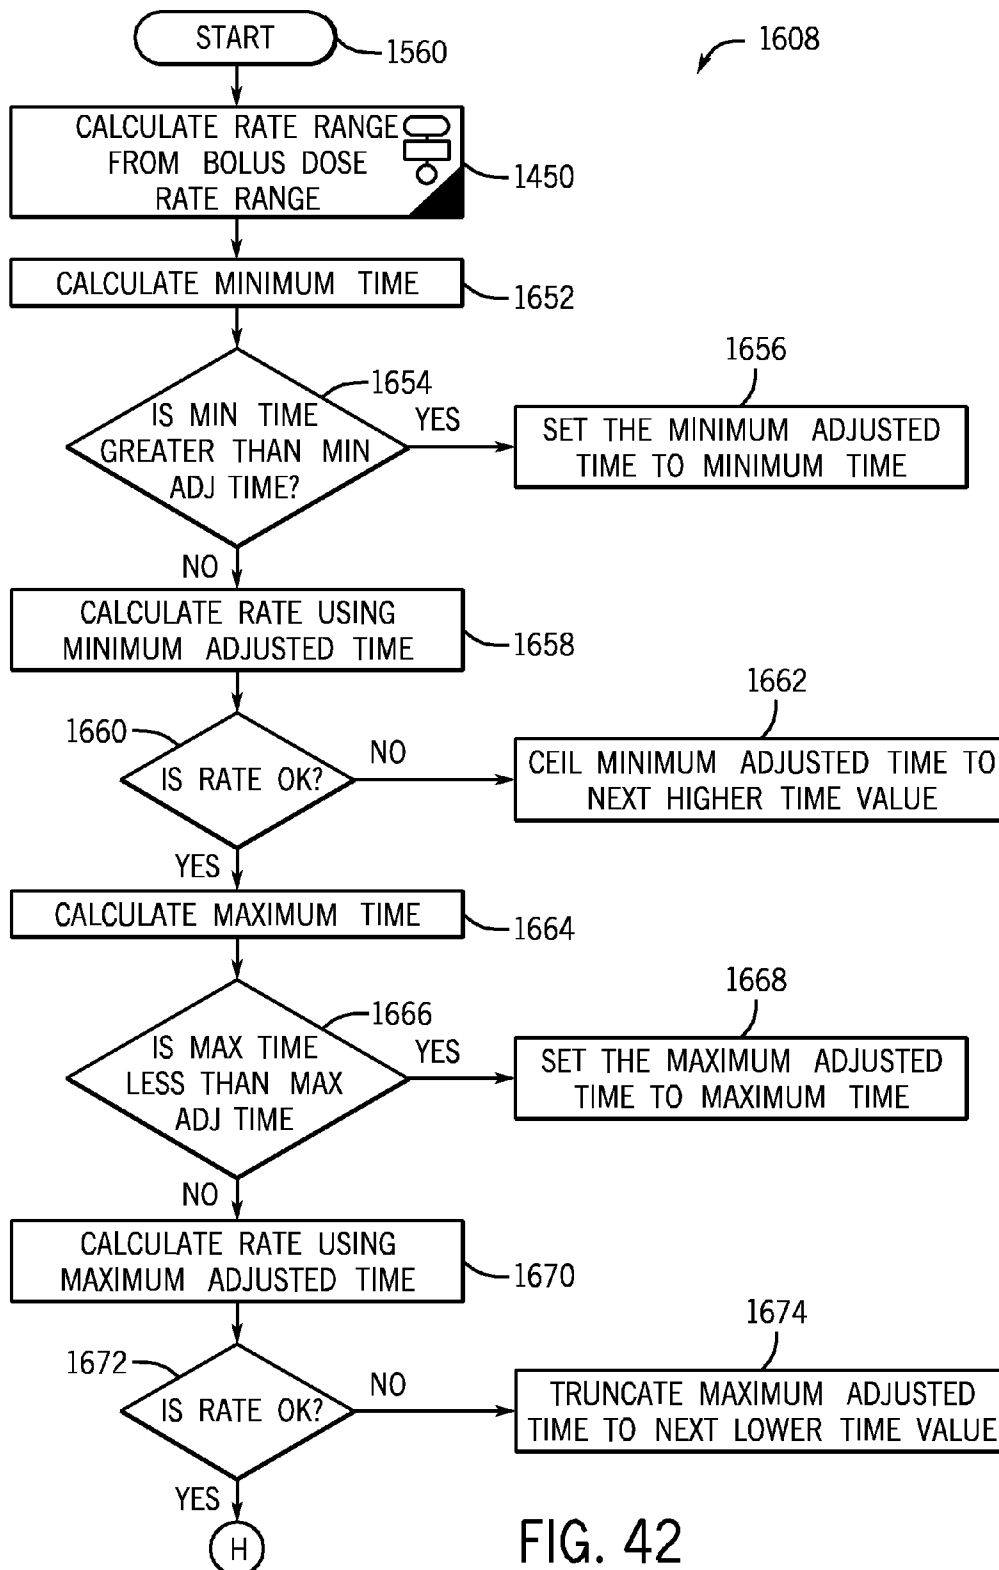 START
1560
1608
CALCULATE RATE RANGE
FROM BOLUS DOSE
RATE RANGE
1450
CALCULATE MINIMUM TIME
1652
1654
IS MIN TIME
GREATER THAN MIN
ADJ TIME?
YES
1656
SET THE MINIMUM ADJUSTED
TIME TO MINIMUM TIME
NO
CALCULATE RATE USING
MINIMUM ADJUSTED TIME
1658
1660
IS RATE OK?
NO
1662
CEIL MINIMUM ADJUSTED TIME TO
NEXT HIGHER TIME VALUE
YES
CALCULATE MAXIMUM TIME
1664
1666
IS MAX TIME
LESS THAN MAX
ADJ TIME
YES
1668
SET THE MAXIMUM ADJUSTED
TIME TO MAXIMUM TIME
NO
CALCULATE RATE USING
MAXIMUM ADJUSTED TIME
1670
1672
IS RATE OK?
NO
1674
TRUNCATE MAXIMUM ADJUSTED
TIME TO NEXT LOWER TIME VALUE
YES
H
FIG. 42